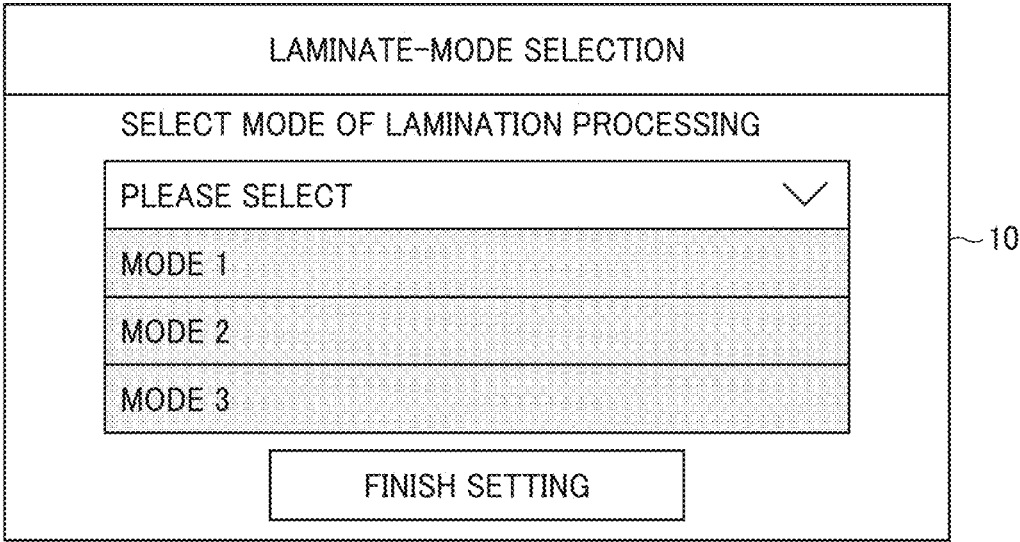 LAMINATE-MODE SELECTION
SELECT MODE OF LAMINATION PROCESSING
PLEASE SELECT
MODE 1
10
MODE 2
MODE 3
FINISH SETTING